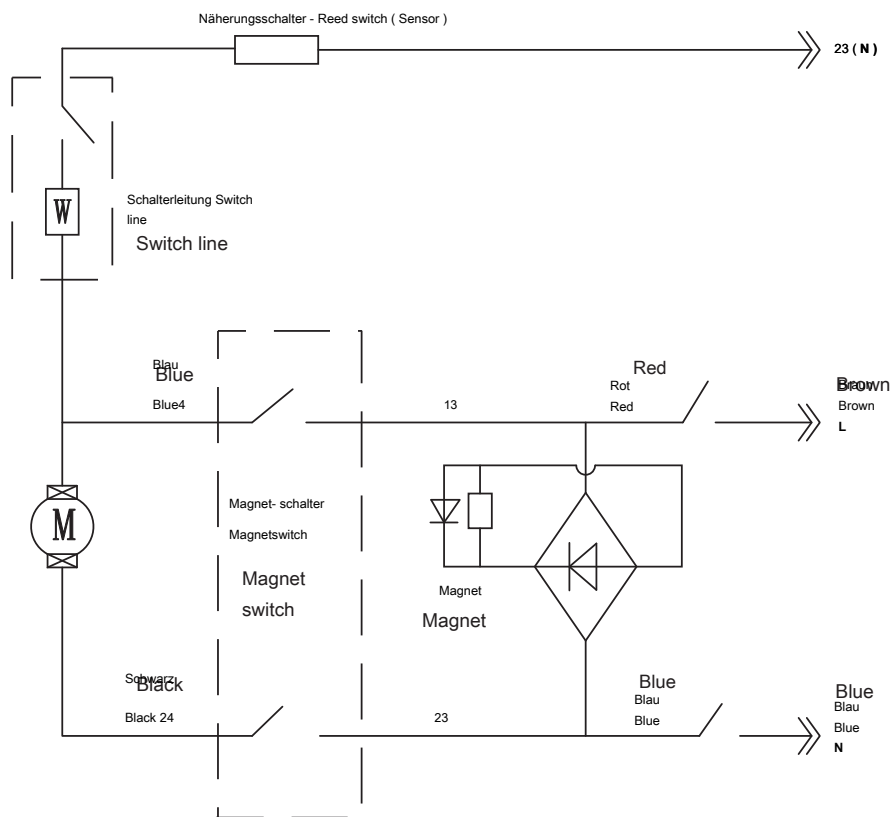 Näherungsschalter - Reed switch ( Sensor )
23 ( N )
W
Schalterleitung Switch
line
Switch line
Blau
Blue
Blue4
13
Red
Rot
Red
Brown
Braun
Brown
L
M
Magnet- schalter
Magnetswitch
Magnet
switch
Magnet
Magnet
Schwarz
Black
Black 24
23
Blue
Blau
Blue
Blue
Blau
Blue
N